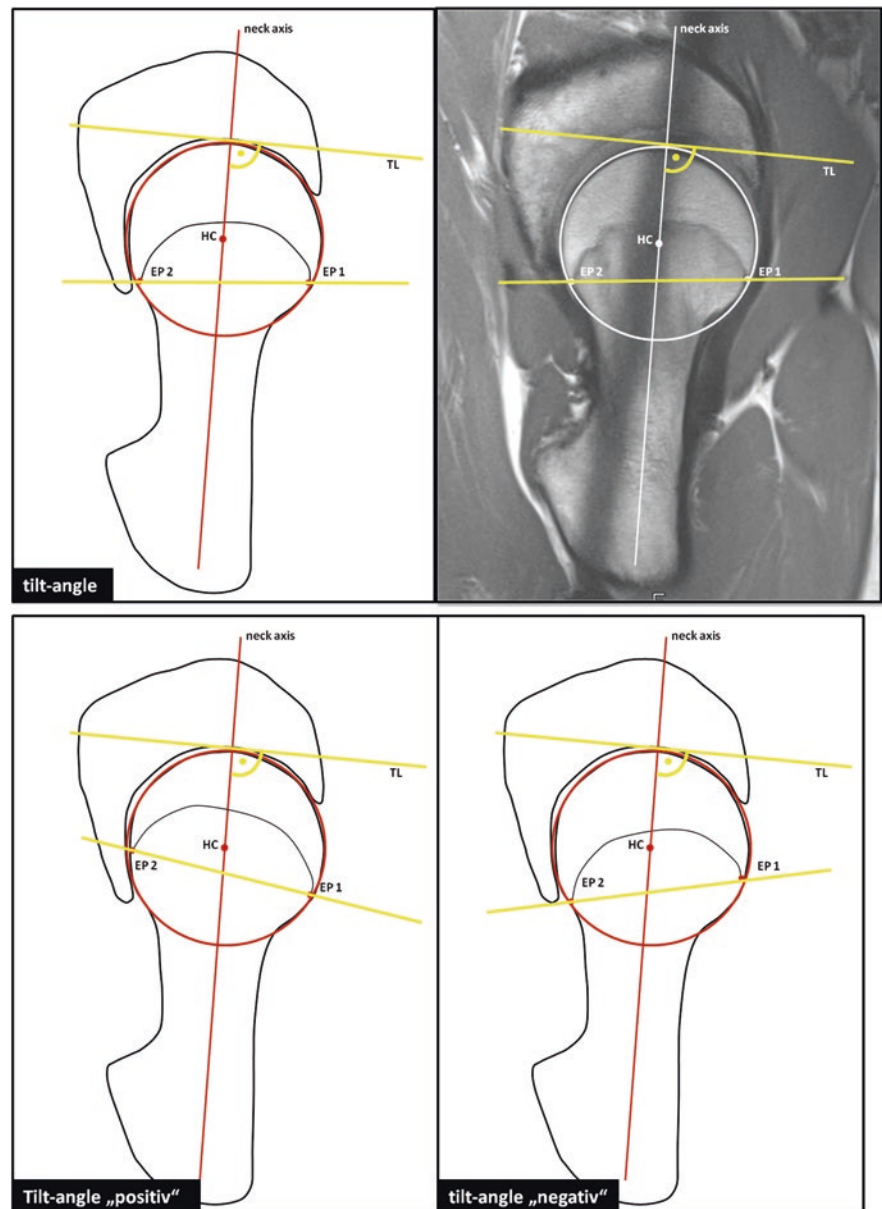 neck axis
TL
HC
EP 2
EP 1
tilt-angle
TL
HC
EP 2
EP 1
neck axis
TL
HC
EP 2
EP 1
Tilt-angle „positiv“
neck axis
TL
HC
EP 2
EP 1
tilt-angle „negativ“